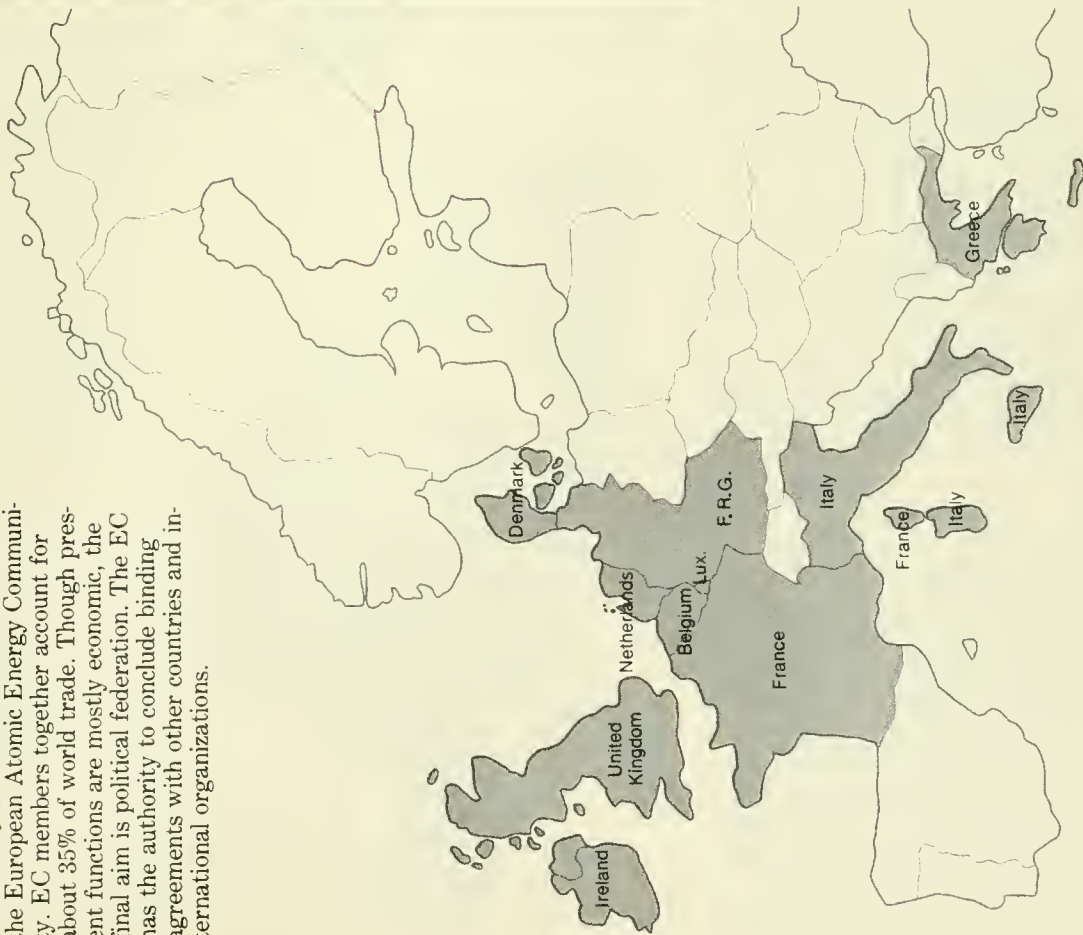 the European Atomic Energy Communi-
ty. EC members together account for
about 35% of world trade. Though pres-
ent functions are mostly economic, the
final aim is political federation. The EC
has the authority to conclude binding
agreements with other countries and in-
ternational organizations.
Ireland
United
Kingdom
Denmark
Netherlands
Belgium
Lux.
F.R.G.
France
Italy
France
Italy
Italy
Greece